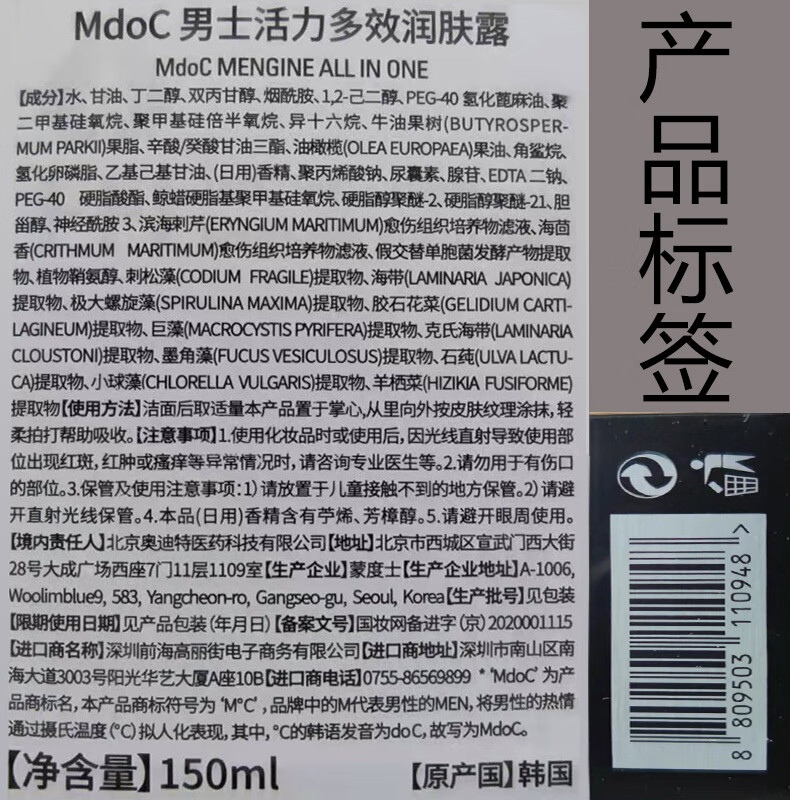 MdoC 男士活力多效润肤露
MdoC MENGINE ALL IN ONE
【成分】水、甘油、丁二醇、双丙甘醇、烟酰胺、1,2-己二醇、PEG-40 氢化蓖麻油、聚
二甲基硅氧烷、聚甲基硅倍半氧烷、异十六烷、牛油果树(BUTYROSPER-
MUM PARKII)果脂、辛酸/癸酸甘油三酯、油橄榄(OLEA EUROPAEA)果油、角鲨烷、
氢化卵磷脂、乙基己基甘油、(日用)香精、聚丙烯酸钠、尿囊素、腺苷、EDTA 二钠、
PEG-40 硬脂酸酯、鲸蜡硬脂基聚甲基硅氧烷、硬脂醇聚醚-2、硬脂醇聚醚-21、胆
甾醇、神经酰胺 3、滨海刺芹(ERYNGIUM MARITIMUM)愈伤组织培养物滤液、海茴
香(CRITHMUM MARITIMUM)愈伤组织培养物滤液、假交替单胞菌发酵产物提取
物、植物鞘氨醇、刺松藻(CODIUM FRAGILE)提取物、海带(LAMINARIA JAPONICA)
提取物、极大螺旋藻(SPIRULINA MAXIMA)提取物、胶石花菜(GELIDIUM CARTI-
LAGINEUM)提取物、巨藻(MACROCYSTIS PYRIFERA)提取物、克氏海带(LAMINARIA
CLOUSTONI)提取物、墨角藻(FUCUS VESICULOSUS)提取物、石莼(ULVA LACTU-
CA)提取物、小球藻(CHLORELLA VULGARIS)提取物、羊栖菜(HIZIKIA FUSIFORME)
提取物【使用方法】洁面后取适量本产品置于掌心,从里向外按皮肤纹理涂抹,轻
柔拍打帮助吸收。【注意事项】1.使用化妆品时或使用后,因光线直射导致使用部
位出现红斑,红肿或瘙痒等异常情况时,请咨询专业医生等。2.请勿用于有伤口
的部位。3.保管及使用注意事项:1)请放置于儿童接触不到的地方保管。2)请避
开直射光线保管。4.本品(日用)香精含有苧烯、芳樟醇。5.请避开眼周使用。
【境内责任人】北京奥迪特医药科技有限公司【地址】北京市西城区宣武门西大街
28号大成广场西座7门11层1109室【生产企业】蒙度士【生产企业地址】A-1006,
Woolimblue9, 583, Yangcheon-ro, Gangseo-gu, Seoul, Korea【生产批号】见包装
【限期使用日期】见产品包装(年月日)【备案文号】国妆网备进字(京)2020001115
【进口商名称】深圳前海高丽街电子商务有限公司【进口商地址】深圳市南山区南
海大道3003号阳光华艺大厦A座10B【进口商电话】0755-86569899 * ‘MdoC’为产
品商标名,本产品商标符号为‘M°C’,品牌中的M代表男性的MEN,将男性的热情
通过摄氏温度(℃)拟人化表现,其中,℃的韩语发音为do C,故写为MdoC。
【净含量】150ml 【原产国】韩国
产品标签
8 809503 110948 >